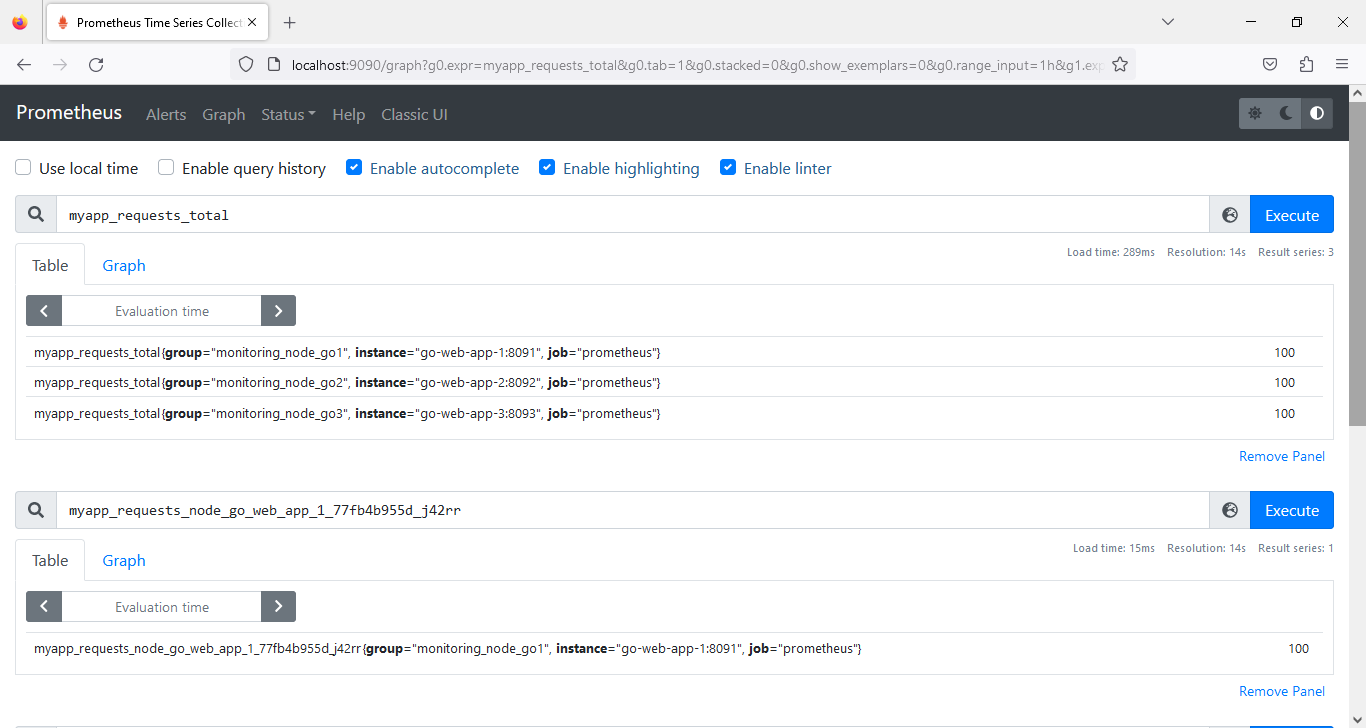 Prometheus Time Series Collect
localhost:9090/graph?g0.expr=myapp_requests_total&g0.tab=1&g0.stacked=0&g0.show_exemplars=0&g0.range_input=1h&g1.exp
Prometheus Alerts Graph Status Help Classic UI
Use local time Enable query history Enable autocomplete Enable highlighting Enable linter
myapp_requests_total Execute
Load time: 289ms Resolution: 14s Result series: 3
Table Graph
Evaluation time
myapp_requests_total{group="monitoring_node_go1", instance="go-web-app-1:8091", job="prometheus"} 100
myapp_requests_total{group="monitoring_node_go2", instance="go-web-app-2:8092", job="prometheus"} 100
myapp_requests_total{group="monitoring_node_go3", instance="go-web-app-3:8093", job="prometheus"} 100
Remove Panel
myapp_requests_node_go_web_app_1_77fb4b955d_j42rr Execute
Load time: 15ms Resolution: 14s Result series: 1
Table Graph
Evaluation time
myapp_requests_node_go_web_app_1_77fb4b955d_j42rr{group="monitoring_node_go1", instance="go-web-app-1:8091", job="prometheus"} 100
Remove Panel